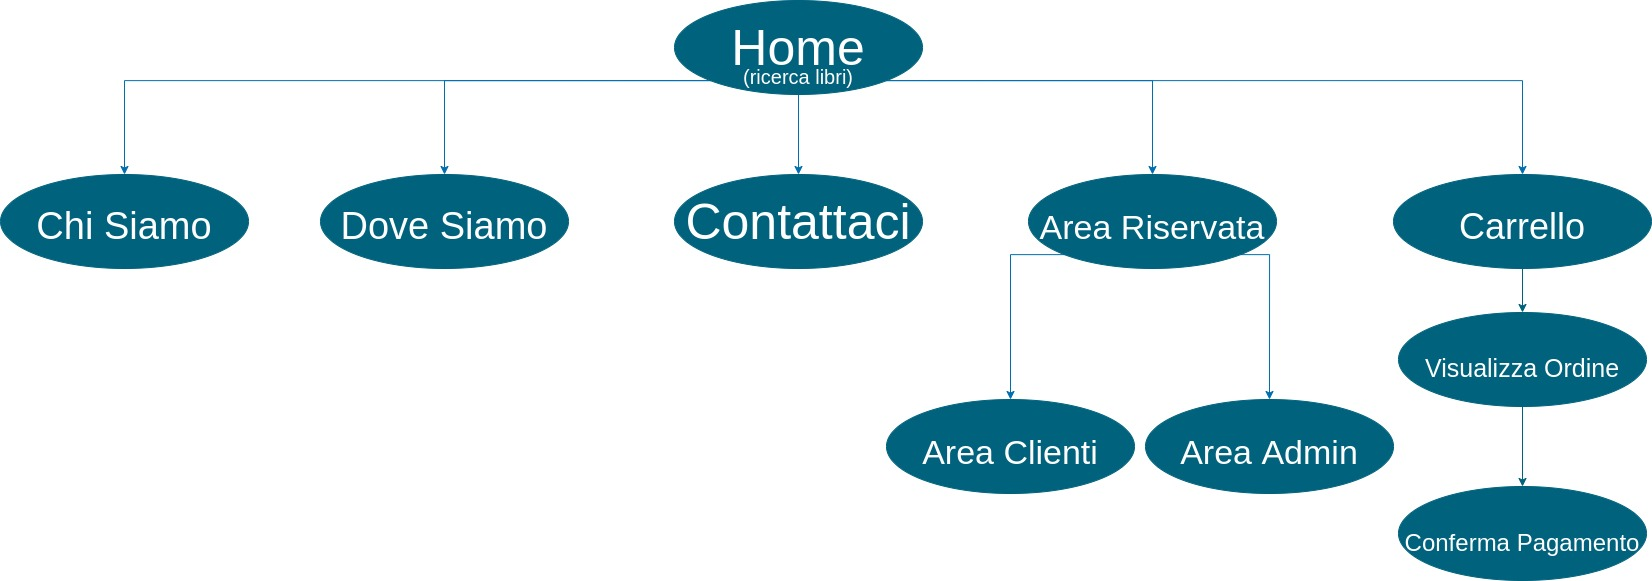 Home
(ricerca libri)
Chi Siamo
Dove Siamo
Contattaci
Area Riservata
Carrello
Visualizza Ordine
Area Clienti
Area Admin
Conferma Pagamento